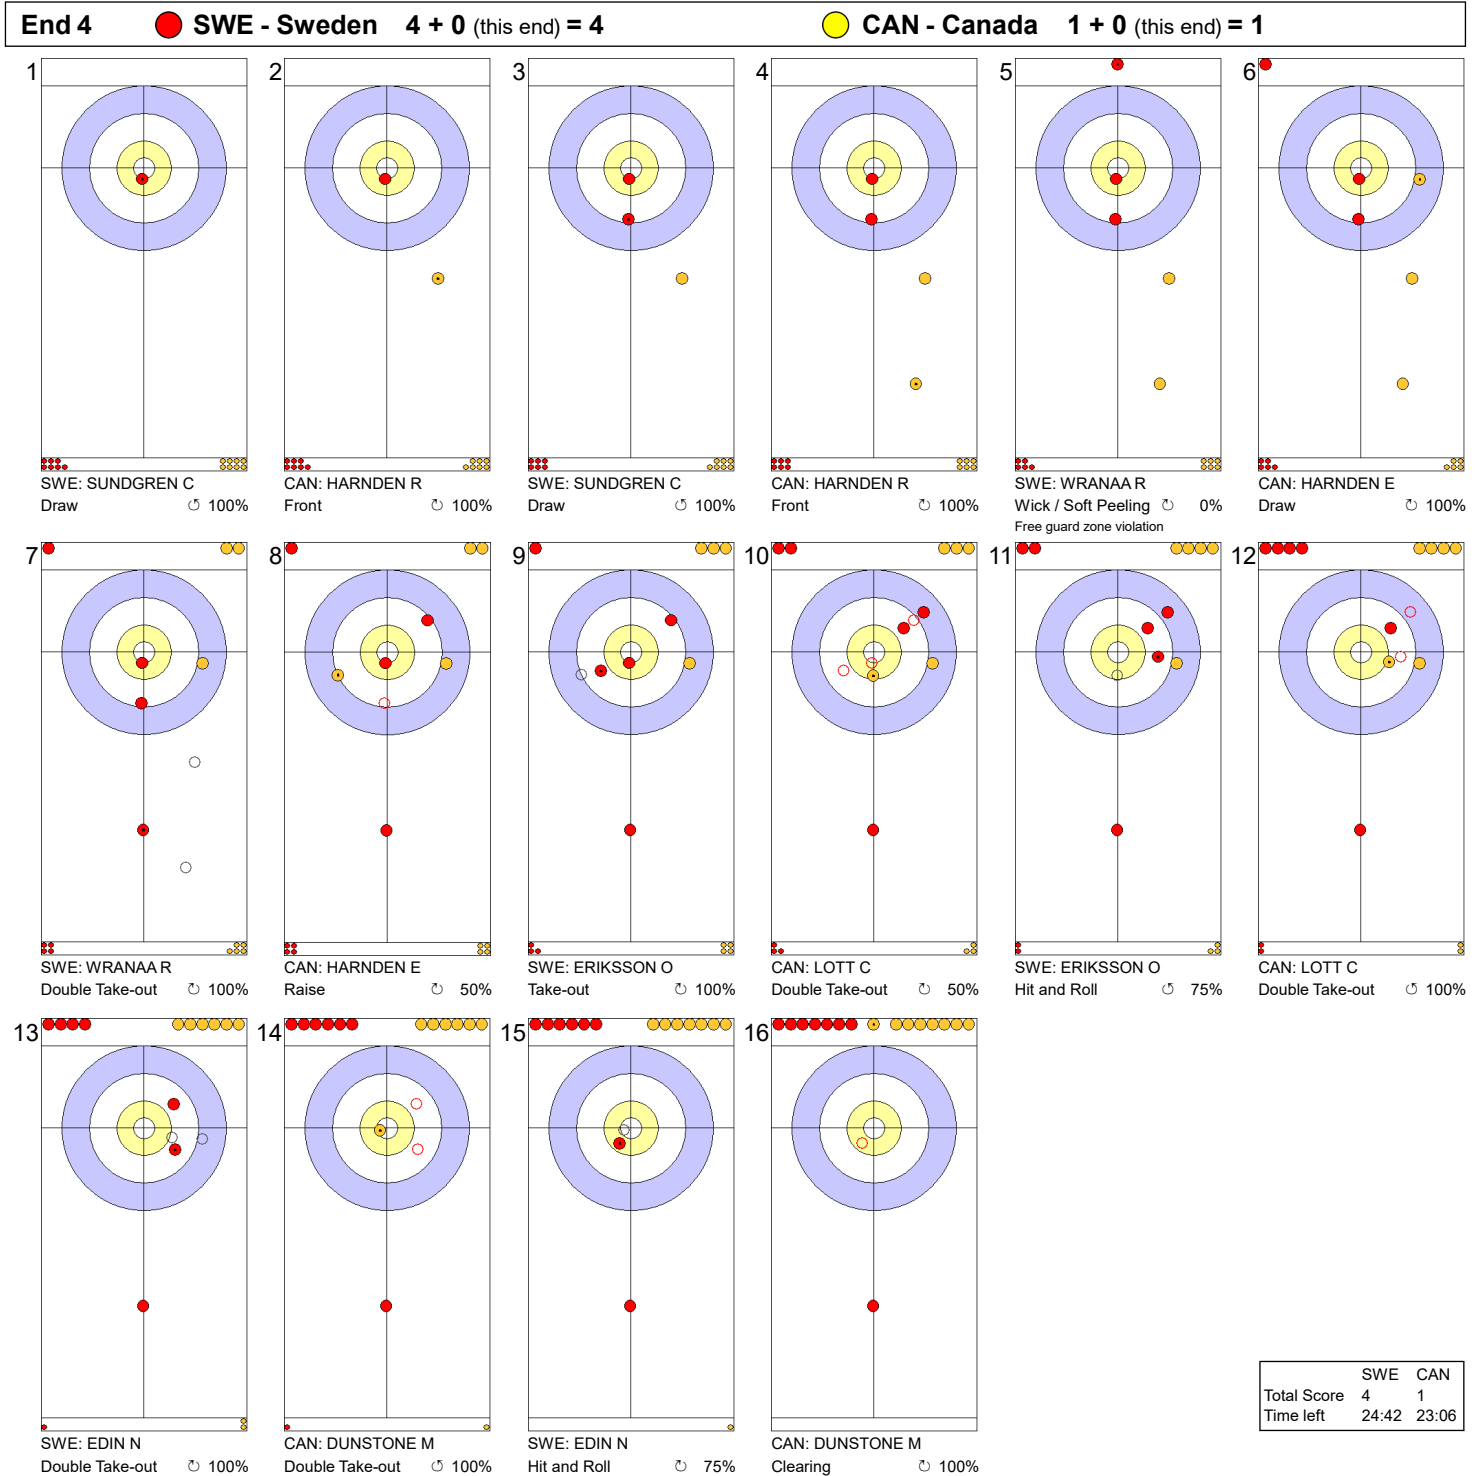 End 4 SWE - Sweden 4 + 0 (this end) = 4 CAN - Canada 1 + 0 (this end) = 1
1 2 3 4 5 6
SWE: SUNDGREN C CAN: HARNDEN R SWE: SUNDGREN C CAN: HARNDEN R SWE: WRANAA R CAN: HARNDEN E
Draw ↺ 100% Front ↻ 100% Draw ↺ 100% Front ↻ 100% Wick / Soft Peeling ↻ 0% Draw ↻ 100%
Free guard zone violation
7 8 9 10 11 12
SWE: WRANAA R CAN: HARNDEN E SWE: ERIKSSON O CAN: LOTT C SWE: ERIKSSON O CAN: LOTT C
Double Take-out ↻ 100% Raise ↻ 50% Take-out ↻ 100% Double Take-out ↻ 50% Hit and Roll ↺ 75% Double Take-out ↺ 100%
13 14 15 16
SWE: EDIN N CAN: DUNSTONE M SWE: EDIN N CAN: DUNSTONE M
Double Take-out ↺ 100% Double Take-out ↺ 100% Hit and Roll ↻ 75% Clearing ↻ 100%
SWE CAN
Total Score 4 1
Time left 24:42 23:06